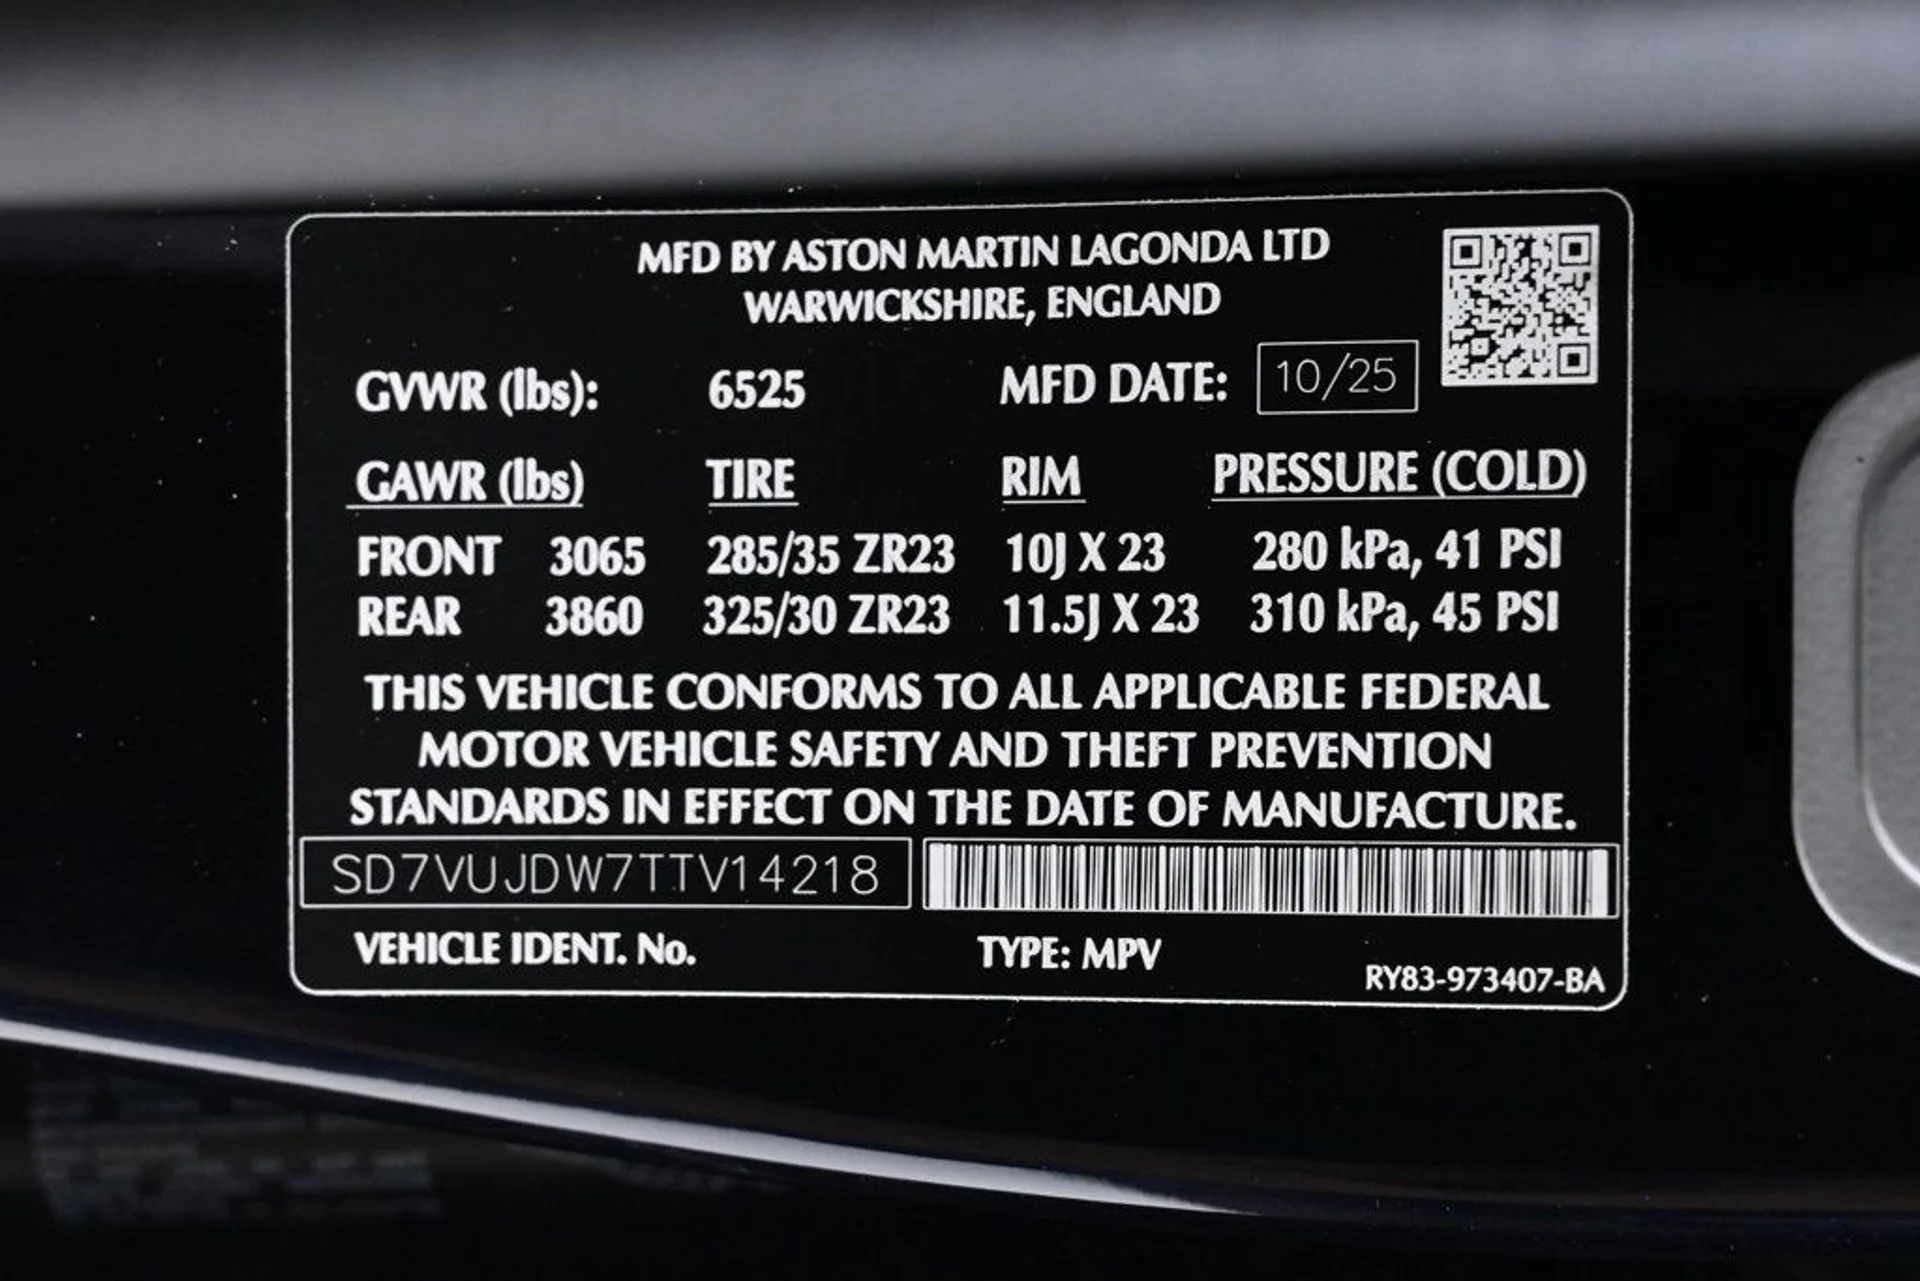 MFD BY ASTON MARTIN LAGONDA LTD
WARWICKSHIRE, ENGLAND
GVWR (lbs): 6525 MFD DATE: 10/25
GAWR (lbs) TIRE RIM PRESSURE (COLD)
FRONT 3065 285/35 ZR23 10J X 23 280 kPa, 41 PSI
REAR 3860 325/30 ZR23 11.5J X 23 310 kPa, 45 PSI
THIS VEHICLE CONFORMS TO ALL APPLICABLE FEDERAL
MOTOR VEHICLE SAFETY AND THEFT PREVENTION
STANDARDS IN EFFECT ON THE DATE OF MANUFACTURE.
SD7VUJDW7TTV14218
VEHICLE IDENT. No. TYPE: MPV RY83-973407-BA